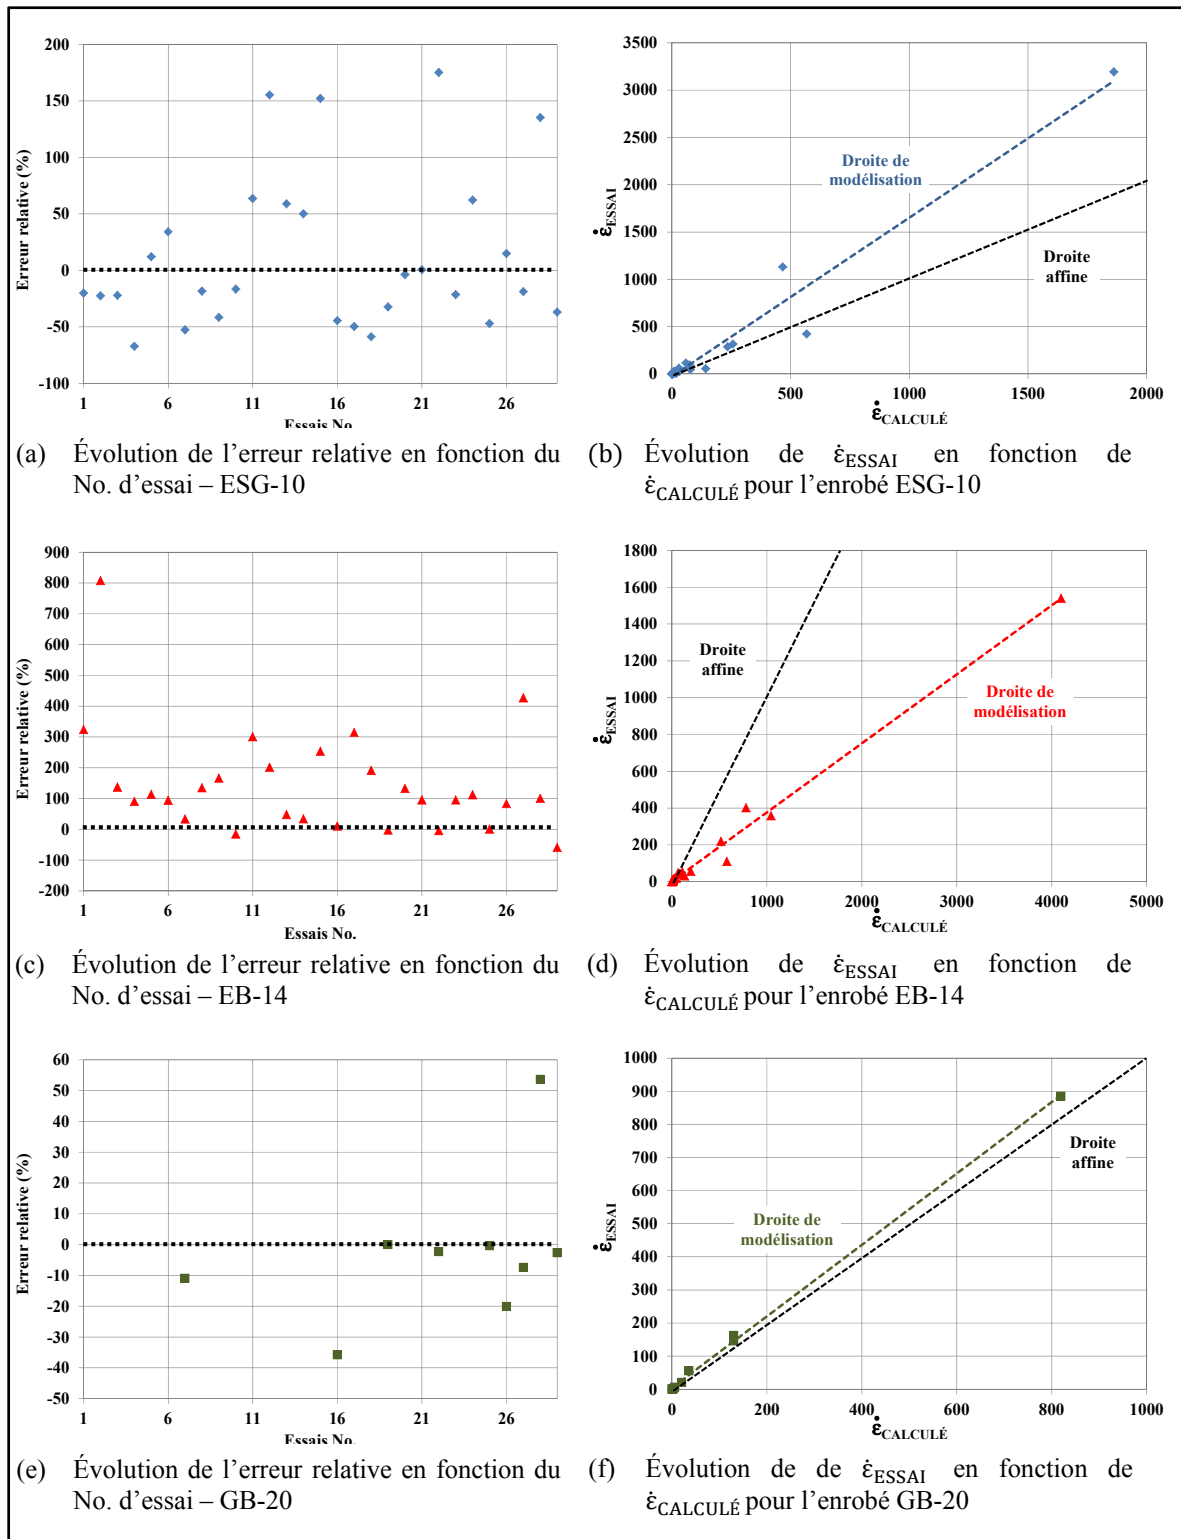 200
150
100
50
0
-50
-100
1 6 11 16 21 26
Erreur relative (%)
Essais No.
3500
3000
2500
2000
1500
1000
500
0
0 500 1000 1500 2000
ε̇ESSAI
ε̇CALCULÉ
Droite de
modélisation
Droite
affine
(a) Évolution de l’erreur relative en fonction du
No. d’essai – ESG-10
(b) Évolution de ε̇ESSAI en fonction de
ε̇CALCULÉ pour l’enrobé ESG-10
900
800
700
600
500
400
300
200
100
0
-100
-200
1 6 11 16 21 26
Erreur relative (%)
Essais No.
1800
1600
1400
1200
1000
800
600
400
200
0
0 1000 2000 3000 4000 5000
ε̇ESSAI
ε̇CALCULÉ
Droite
affine
Droite de
modélisation
(c) Évolution de l’erreur relative en fonction du
No. d’essai – EB-14
(d) Évolution de ε̇ESSAI en fonction de
ε̇CALCULÉ pour l’enrobé EB-14
60
50
40
30
20
10
0
-10
-20
-30
-40
-50
1 6 11 16 21 26
Erreur relative (%)
Essais No.
1000
900
800
700
600
500
400
300
200
100
0
0 200 400 600 800 1000
ε̇ESSAI
ε̇CALCULÉ
Droite
affine
Droite de
modélisation
(e) Évolution de l’erreur relative en fonction du
No. d’essai – GB-20
(f) Évolution de de ε̇ESSAI en fonction de
ε̇CALCULÉ pour l’enrobé GB-20